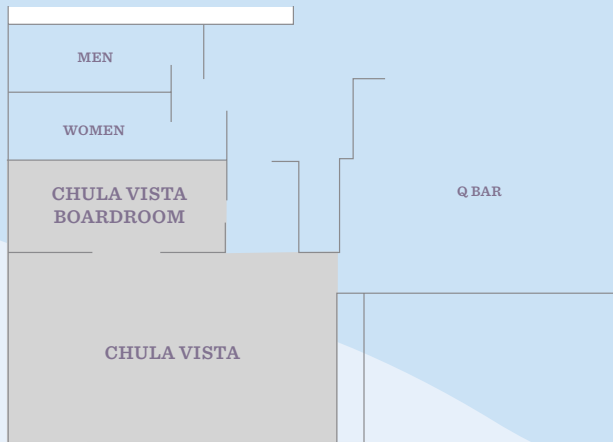 MEN
WOMEN
CHULA VISTA
BOARDROOM
Q BAR
CHULA VISTA